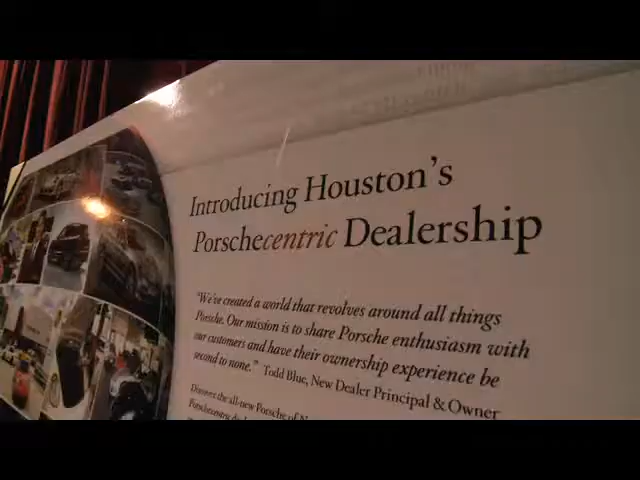 Introducing Houston's
Porschecentric Dealership
"We've created a world that revolves around all things
Porsche. Our mission is to share Porsche enthusiasm with
our customers and have their ownership experience be
second to none." Todd Blue, New Dealer Principal & Owner
Discover the all-new Porsche of
Porschecentric